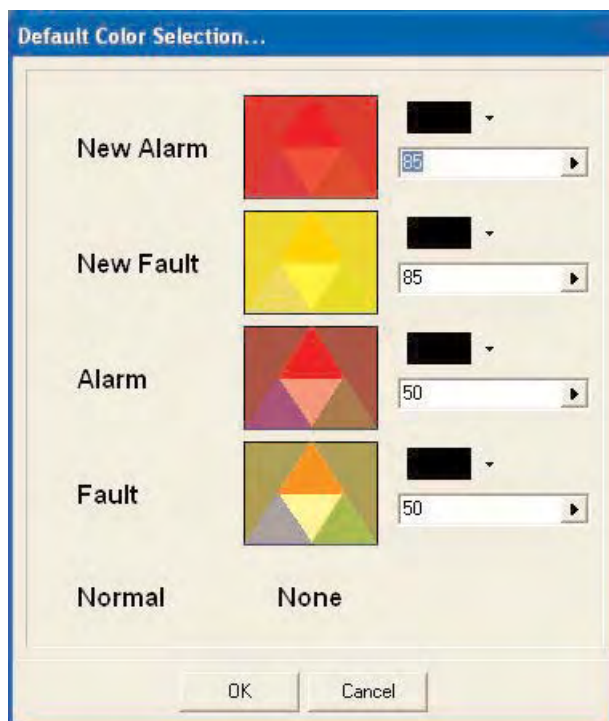 Default Color Selection...
New Alarm
85
New Fault
85
Alarm
50
Fault
50
Normal None
OK Cancel